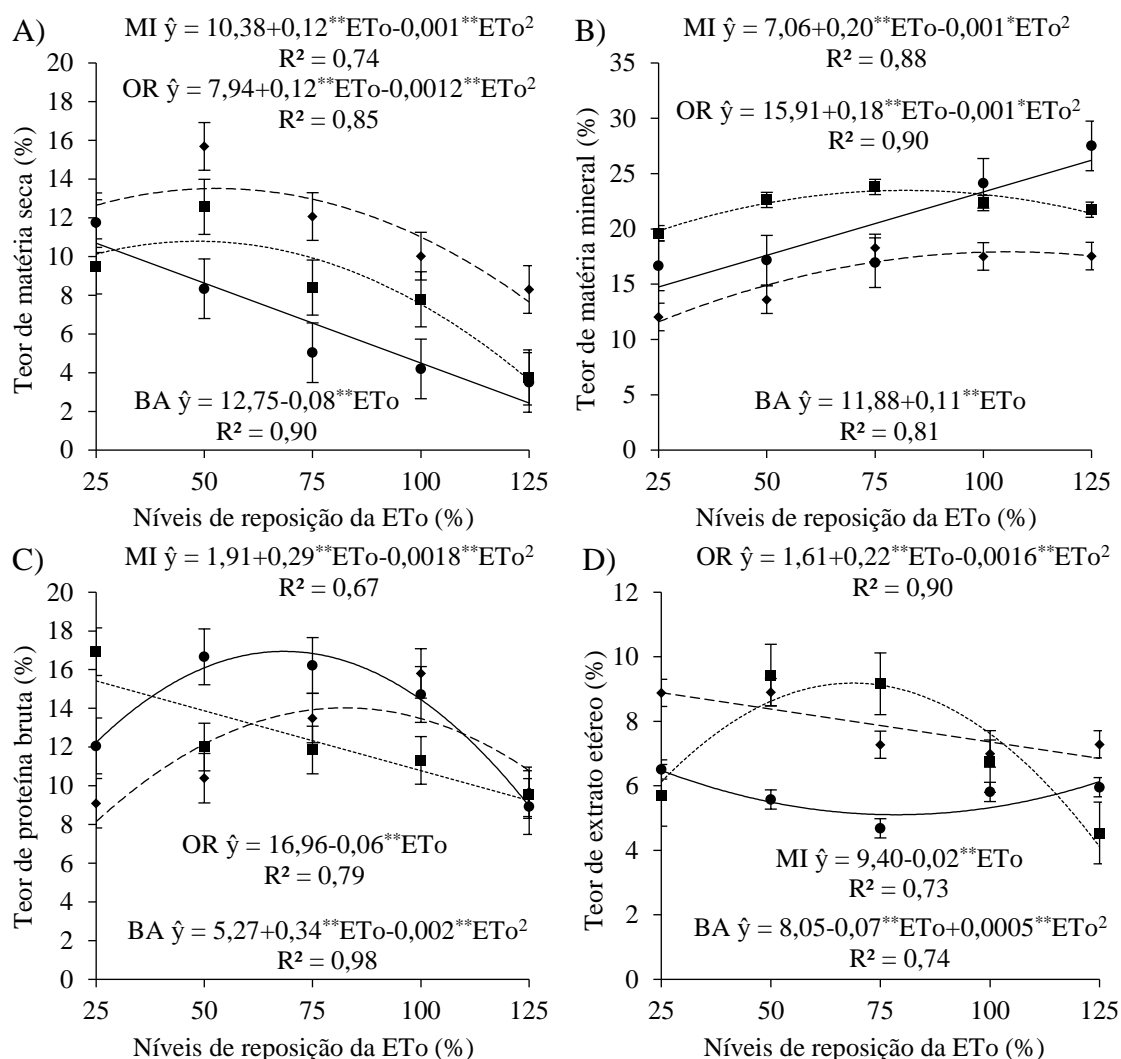 A)
MI ŷ = 10,38+0,12**ETo-0,001**ETo²
R² = 0,74
OR ŷ = 7,94+0,12**ETo-0,0012**ETo²
R² = 0,85
20
18
16
14
12
10
8
6
4
2
0
Teor de matéria seca (%)
BA ŷ = 12,75-0,08**ETo
R² = 0,90
25 50 75 100 125
Níveis de reposição da ETo (%)
B)
MI ŷ = 7,06+0,20**ETo-0,001*ETo²
R² = 0,88
OR ŷ = 15,91+0,18**ETo-0,001*ETo²
R² = 0,90
35
30
25
20
15
10
5
0
Teor de matéria mineral (%)
BA ŷ = 11,88+0,11**ETo
R² = 0,81
25 50 75 100 125
Níveis de reposição da ETo (%)
C)
MI ŷ = 1,91+0,29**ETo-0,0018**ETo²
R² = 0,67
20
18
16
14
12
10
8
6
4
2
0
Teor de proteína bruta (%)
OR ŷ = 16,96-0,06**ETo
R² = 0,79
BA ŷ = 5,27+0,34**ETo-0,002**ETo²
R² = 0,98
25 50 75 100 125
Níveis de reposição da ETo (%)
D)
OR ŷ = 1,61+0,22**ETo-0,0016**ETo²
R² = 0,90
12
10
8
6
4
2
0
Teor de extrato etéreo (%)
MI ŷ = 9,40-0,02**ETo
R² = 0,73
BA ŷ = 8,05-0,07**ETo+0,0005**ETo²
R² = 0,74
25 50 75 100 125
Níveis de reposição da ETo (%)